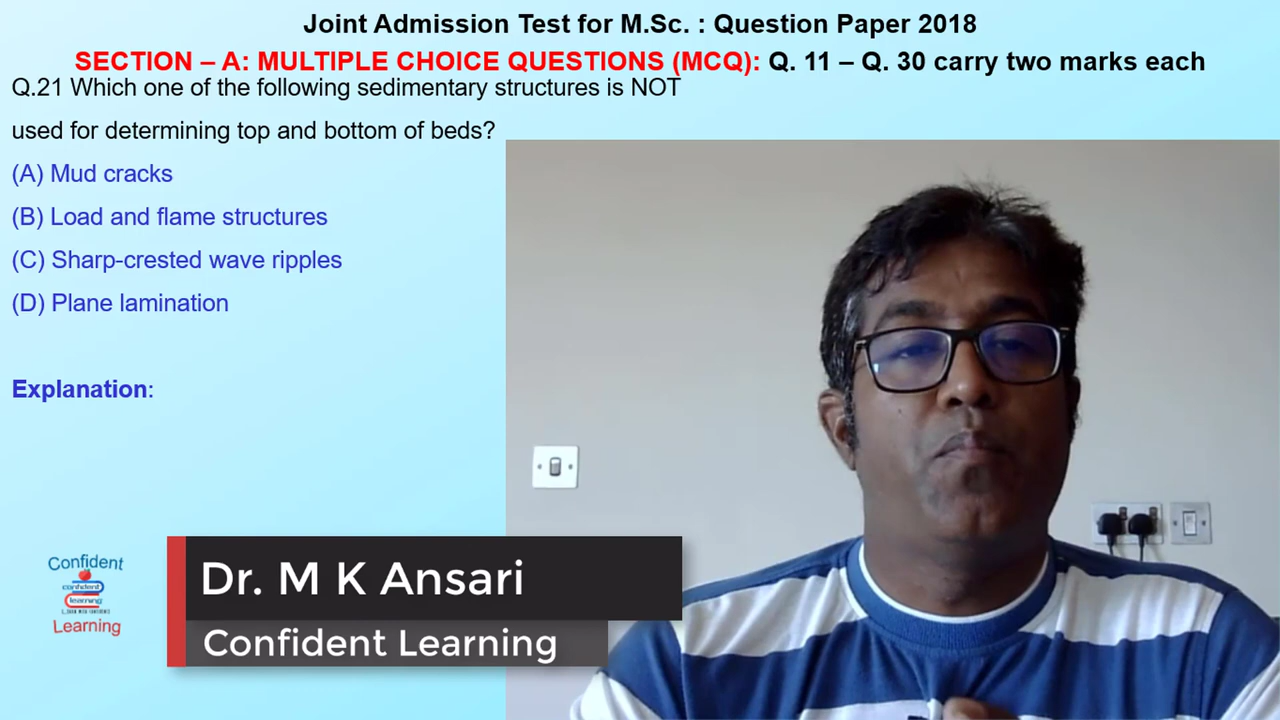 Joint Admission Test for M.Sc. : Question Paper 2018
SECTION – A: MULTIPLE CHOICE QUESTIONS (MCQ): Q. 11 – Q. 30 carry two marks each
Q.21 Which one of the following sedimentary structures is NOT
used for determining top and bottom of beds?
(A) Mud cracks
(B) Load and flame structures
(C) Sharp-crested wave ripples
(D) Plane lamination
Explanation:
Confident
confident
learning
Learning
Dr. M K Ansari
Confident Learning